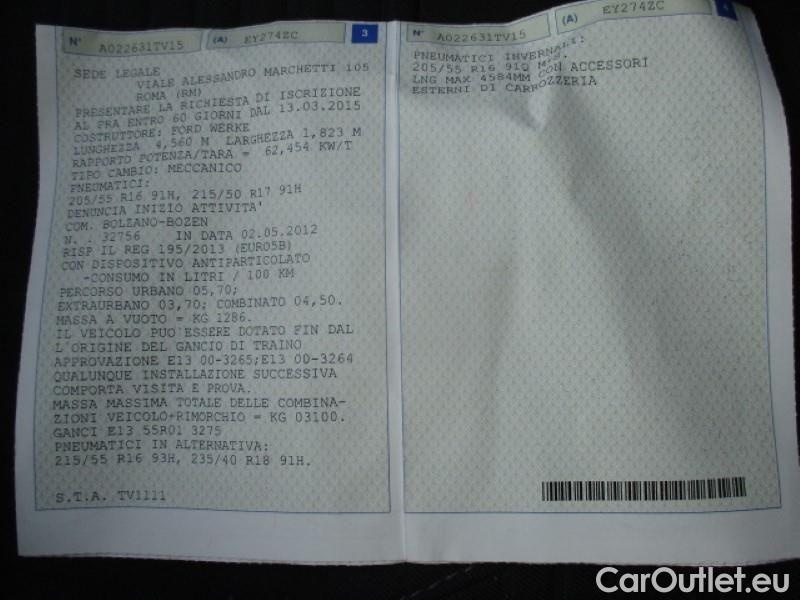 N° A022631TV15 (A) EY274ZC 3
SEDE LEGALE
VIALE ALESSANDRO MARCHETTI 105
ROMA (RM)
PRESENTARE LA RICHIESTA DI ISCRIZIONE
AL PRA ENTRO 60 GIORNI DAL 13.03.2015
COSTRUTTORE: FORD WERKE
LUNGHEZZA 4,560 M LARGHEZZA 1,823 M
RAPPORTO POTENZA/TARA = 62,454 KW/T
TIPO CAMBIO: MECCANICO
PNEUMATICI:
205/55 R16 91H, 215/50 R17 91H
DENUNCIA INIZIO ATTIVITA'
COM. BOLZANO-BOZEN
N. . 32756 IN DATA 02.05.2012
RISP IL REG 195/2013 (EURO5B)
CON DISPOSITIVO ANTIPARTICOLATO
-CONSUMO IN LITRI / 100 KM
PERCORSO URBANO 05,70;
EXTRAURBANO 03,70; COMBINATO 04,50.
MASSA A VUOTO = KG 1286.
IL VEICOLO PUO'ESSERE DOTATO FIN DAL
L'ORIGINE DEL GANCIO DI TRAINO
APPROVAZIONE E13 00-3265;E13 00-3264
QUALUNQUE INSTALLAZIONE SUCCESSIVA
COMPORTA VISITA E PROVA.
MASSA MASSIMA TOTALE DELLE COMBINA-
ZIONI VEICOLO+RIMORCHIO = KG 03100.
GANCI E13 55R01 3275
PNEUMATICI IN ALTERNATIVA:
215/55 R16 93H, 235/40 R18 91H.
S.T.A. TV1111
N° A022631TV15 (A) EY274ZC 4
PNEUMATICI INVERNALI:
205/55 R16 91Q M+S.
LNG MAX 4584MM CON ACCESSORI
ESTERNI DI CARROZZERIA
CarOutlet.eu